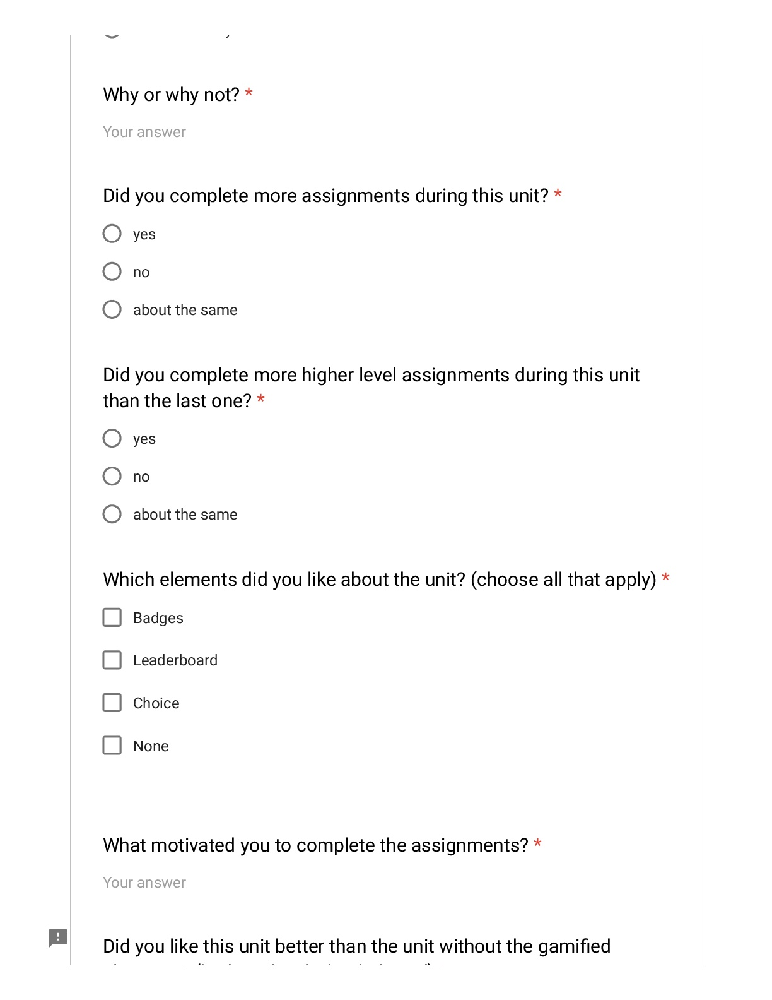 Why or why not? *
Your answer
Did you complete more assignments during this unit? *
yes
no
about the same
Did you complete more higher level assignments during this unit
than the last one? *
yes
no
about the same
Which elements did you like about the unit? (choose all that apply) *
Badges
Leaderboard
Choice
None
What motivated you to complete the assignments? *
Your answer
Did you like this unit better than the unit without the gamified